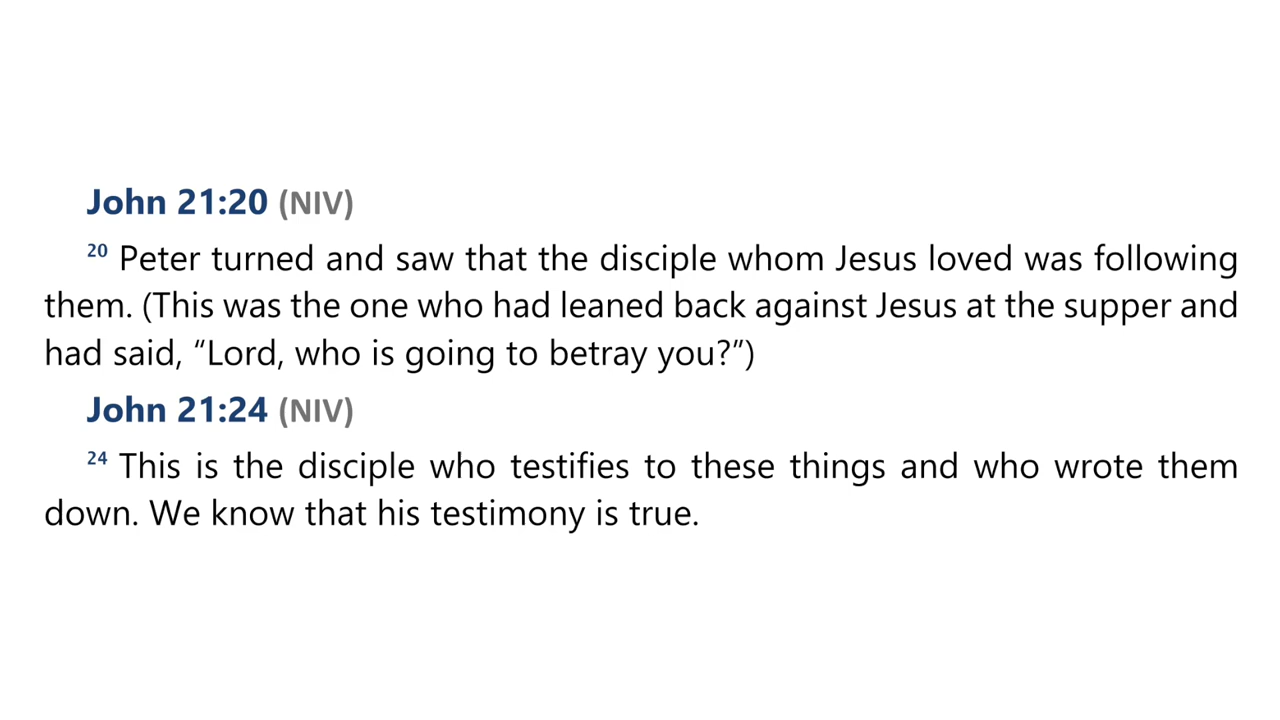 John 21:20 (NIV)
20 Peter turned and saw that the disciple whom Jesus loved was following
them. (This was the one who had leaned back against Jesus at the supper and
had said, “Lord, who is going to betray you?”)
John 21:24 (NIV)
24 This is the disciple who testifies to these things and who wrote them
down. We know that his testimony is true.